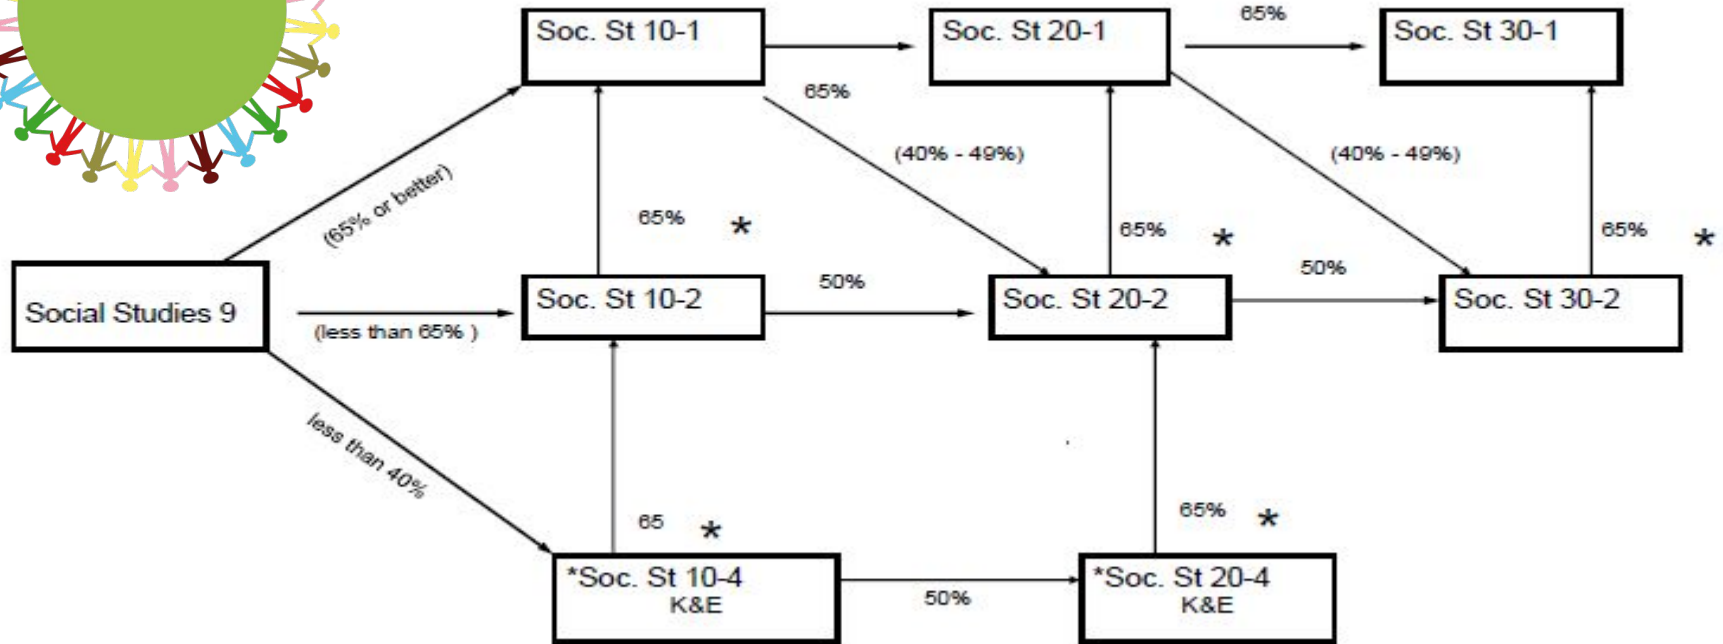 Soc. St 10-1
Soc. St 20-1
65%
Soc. St 30-1
65%
(40% - 49%)
(40% - 49%)
(65% or better)
65% *
65% *
65% *
Social Studies 9
(less than 65% )
Soc. St 10-2
50%
Soc. St 20-2
50%
Soc. St 30-2
less than 40%
65 *
65% *
*Soc. St 10-4
K&E
50%
*Soc. St 20-4
K&E